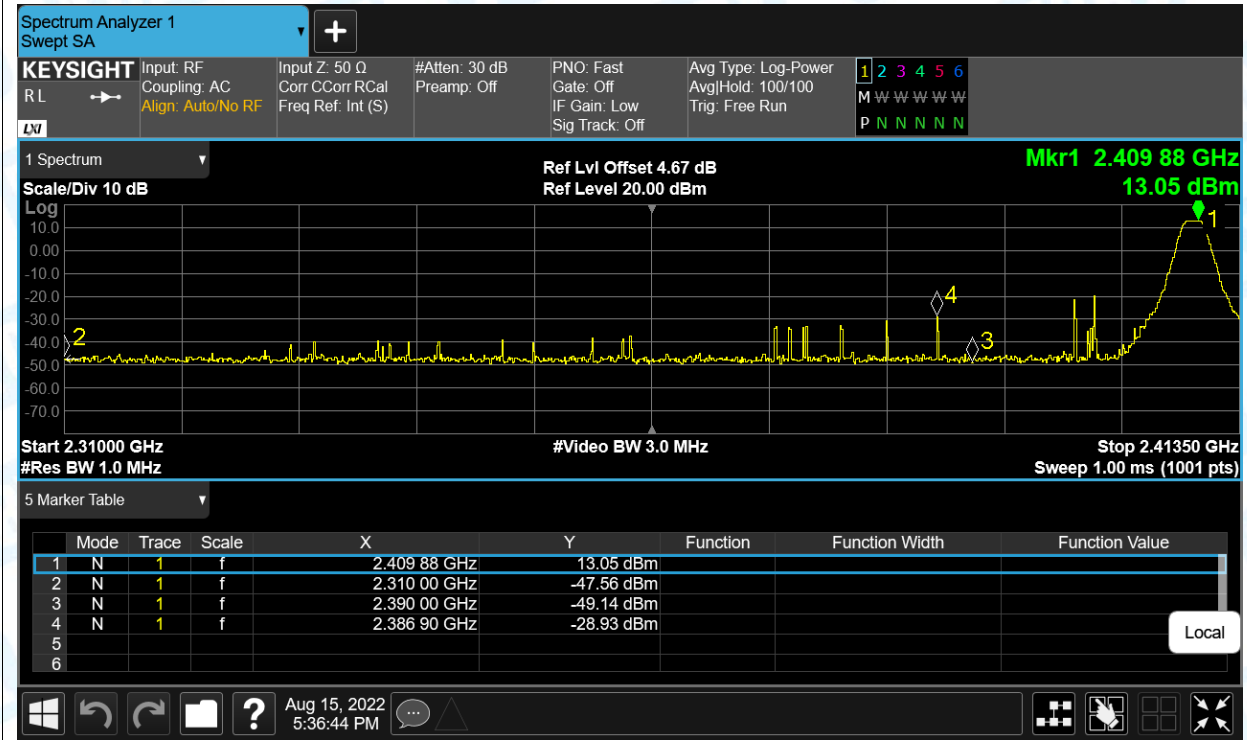 Spectrum Analyzer 1
Swept SA
+
KEYSIGHT Input: RF Input Z: 50 Ω #Atten: 30 dB PNO: Fast Avg Type: Log-Power 1 2 3 4 5 6
R L Coupling: AC Corr CCorr RCal Preamp: Off Gate: Off Avg|Hold: 100/100 M W W W W W
Align: Auto/No RF Freq Ref: Int (S) IF Gain: Low Trig: Free Run
LXI Sig Track: Off P N N N N N
1 Spectrum Ref Lvl Offset 4.67 dB Mkr1 2.409 88 GHz
Scale/Div 10 dB Ref Level 20.00 dBm 13.05 dBm
Log
1
10.0
0.00
-10.0
-20.0
4
-30.0
2
3
-40.0
-50.0
-60.0
-70.0
Start 2.31000 GHz #Video BW 3.0 MHz Stop 2.41350 GHz
#Res BW 1.0 MHz Sweep 1.00 ms (1001 pts)
5 Marker Table
Mode Trace Scale X Y Function Function Width Function Value
1 N 1 f 2.409 88 GHz 13.05 dBm
2 N 1 f 2.310 00 GHz -47.56 dBm
3 N 1 f 2.390 00 GHz -49.14 dBm
4 N 1 f 2.386 90 GHz -28.93 dBm
5
6
Local
? Aug 15, 2022
5:36:44 PM